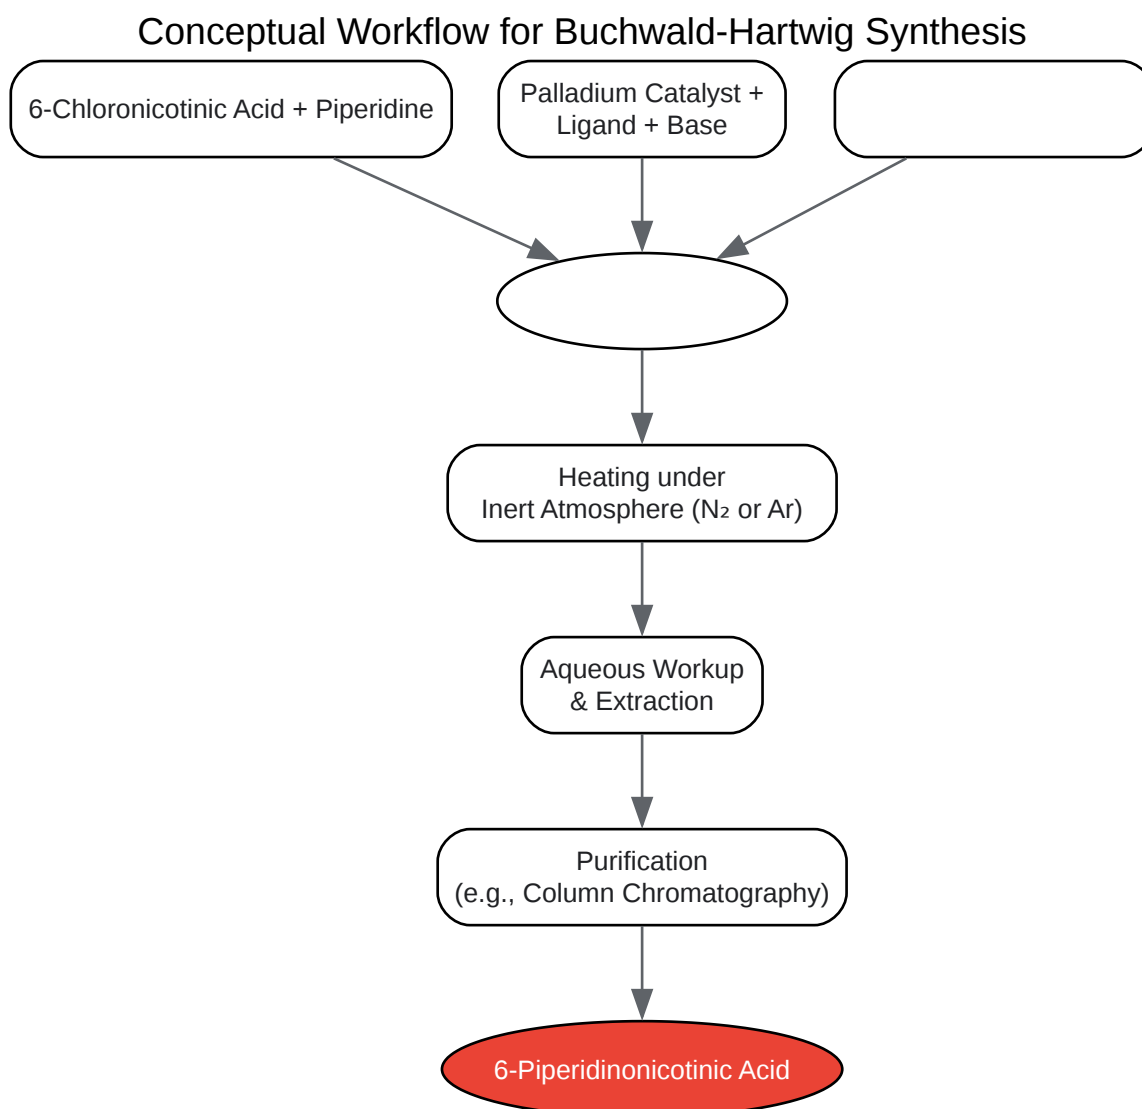 Conceptual Workflow for Buchwald-Hartwig Synthesis
6-Chloronicotinic Acid + Piperidine
Palladium Catalyst +
Ligand + Base
Heating under
Inert Atmosphere (N₂ or Ar)
Aqueous Workup
& Extraction
Purification
(e.g., Column Chromatography)
6-Piperidinonicotinic Acid